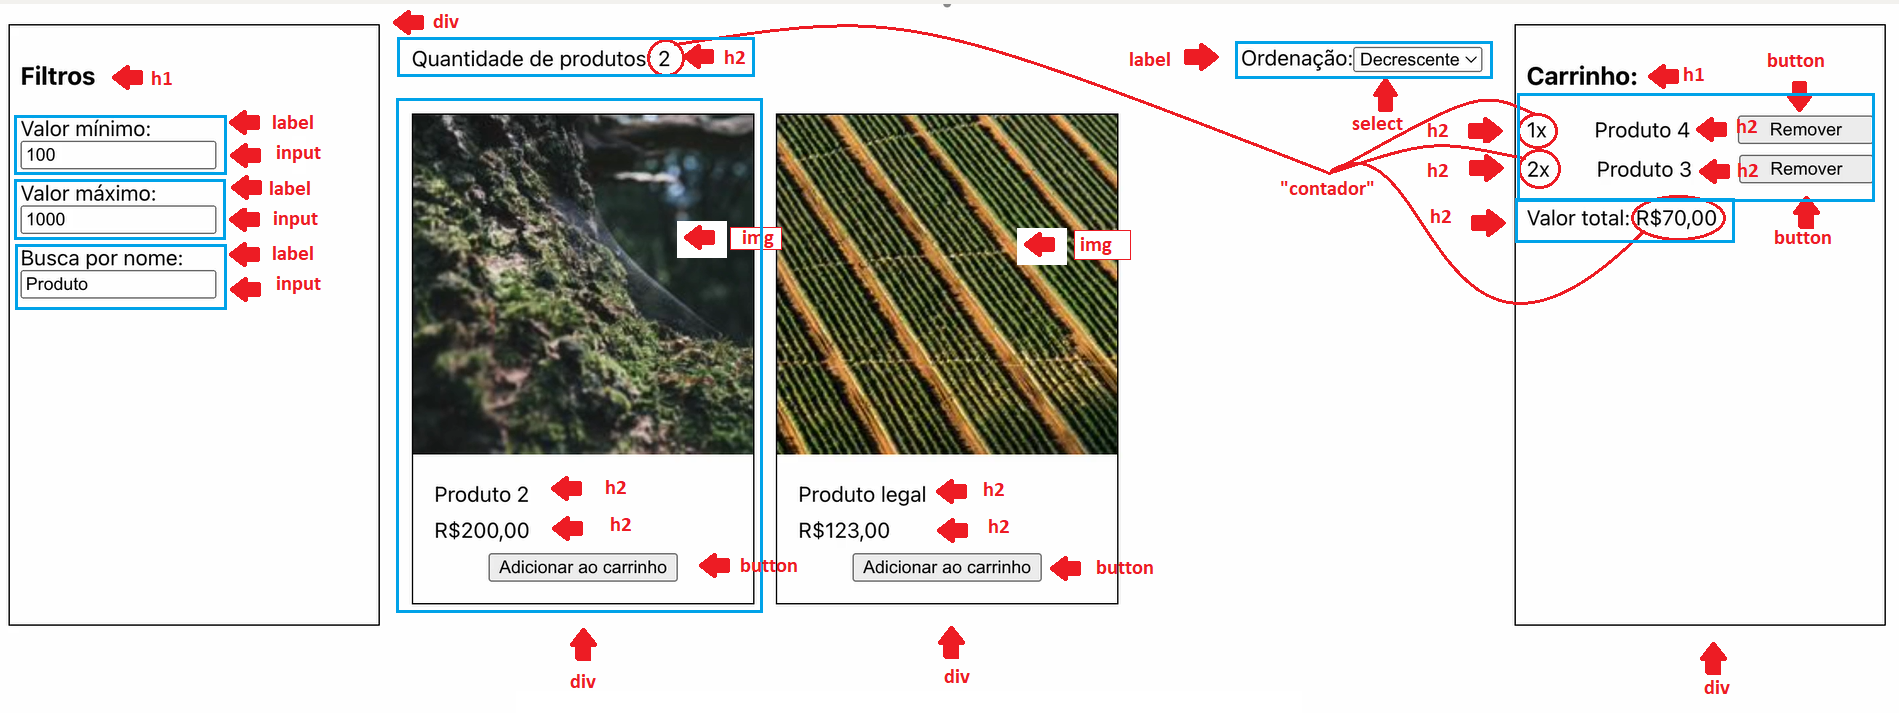 div
Quantidade de produtos: 2
h2
label
Ordenação: Decrescente
select
Filtros
h1
Valor mínimo:
label
100
input
Valor máximo:
label
1000
input
Busca por nome:
label
Produto
input
img
img
Produto 2
h2
R$200,00
h2
Adicionar ao carrinho
button
div
Produto legal
h2
R$123,00
h2
Adicionar ao carrinho
button
div
"contador"
Carrinho:
h1
button
h2
1x
Produto 4
h2
Remover
h2
2x
Produto 3
h2
Remover
button
h2
Valor total: R$70,00
div